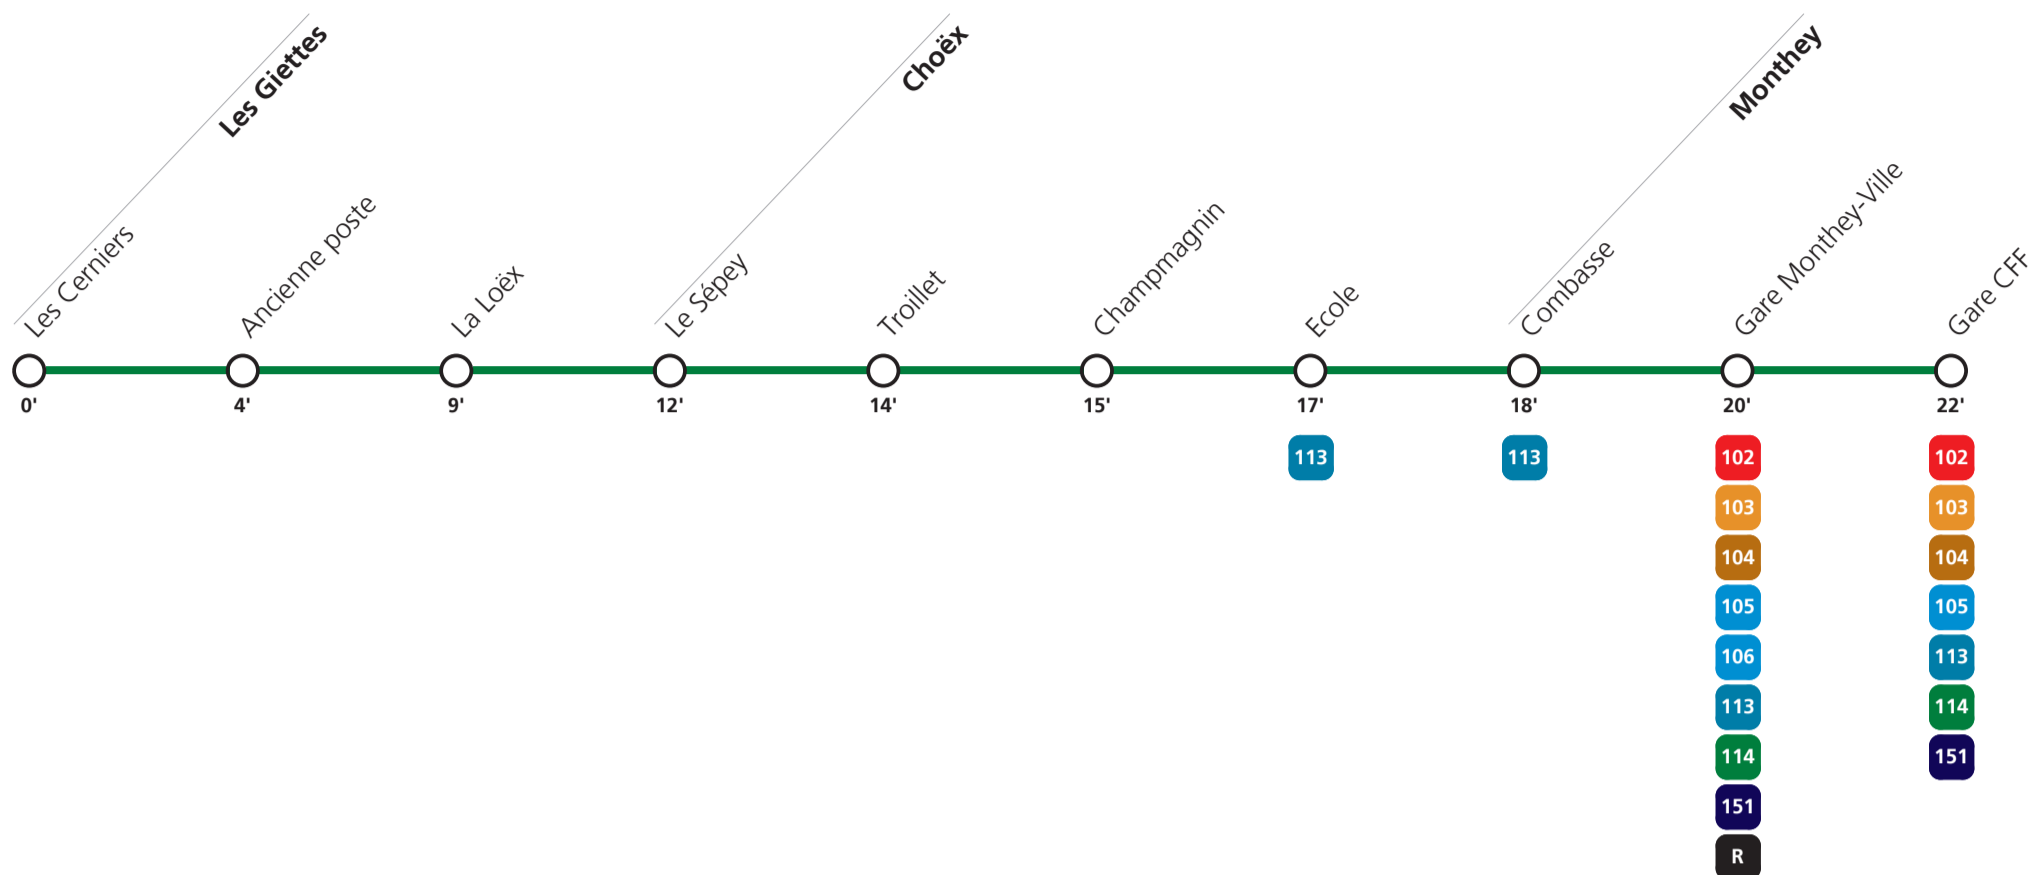 Les Giettes
Choëx
Monthey
Les Cerniers
Ancienne poste
La Loëx
Le Sépey
Troillet
Champmagnin
Ecole
Combasse
Gare Monthey-Ville
Gare CFF
0'
4'
9'
12'
14'
15'
17'
18'
20'
22'
113
113
102
103
104
105
106
113
114
151
R
102
103
104
105
113
114
151